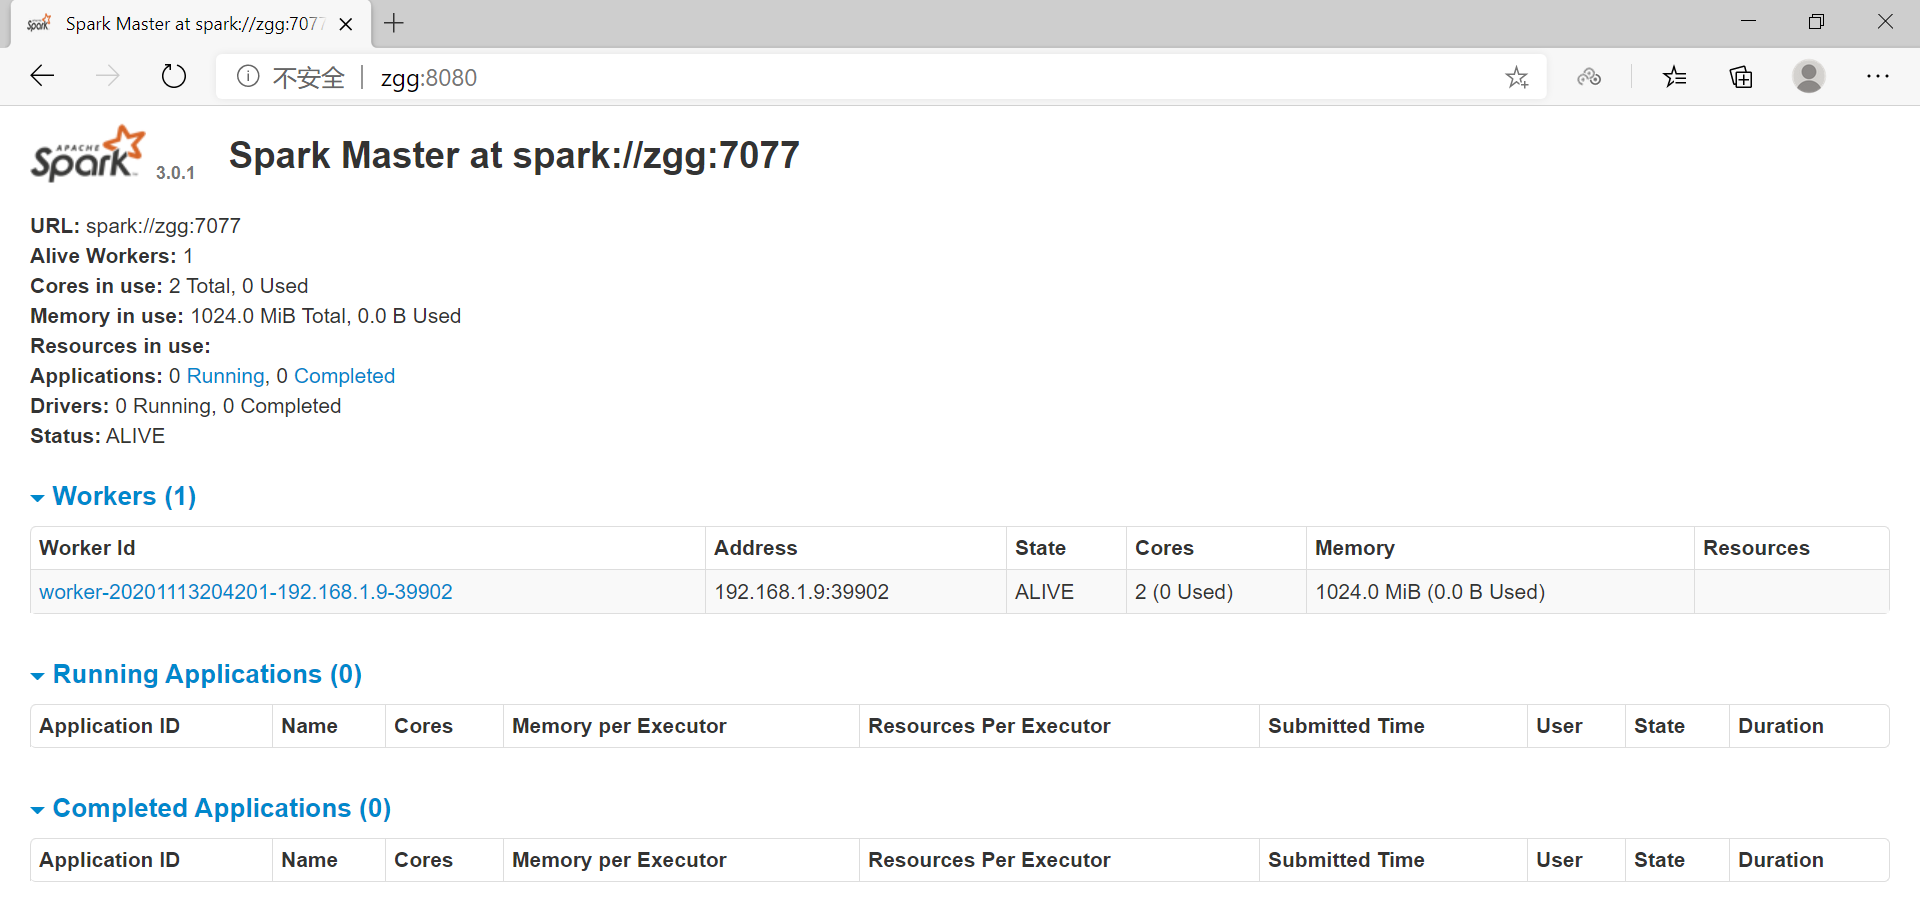 Spark Master at spark://zgg:707
不安全 | zgg:8080
APACHE Spark 3.0.1 Spark Master at spark://zgg:7077
URL: spark://zgg:7077
Alive Workers: 1
Cores in use: 2 Total, 0 Used
Memory in use: 1024.0 MiB Total, 0.0 B Used
Resources in use:
Applications: 0 Running, 0 Completed
Drivers: 0 Running, 0 Completed
Status: ALIVE
Workers (1)
Worker Id Address State Cores Memory Resources
worker-20201113204201-192.168.1.9-39902 192.168.1.9:39902 ALIVE 2 (0 Used) 1024.0 MiB (0.0 B Used)
Running Applications (0)
Application ID Name Cores Memory per Executor Resources Per Executor Submitted Time User State Duration
Completed Applications (0)
Application ID Name Cores Memory per Executor Resources Per Executor Submitted Time User State Duration